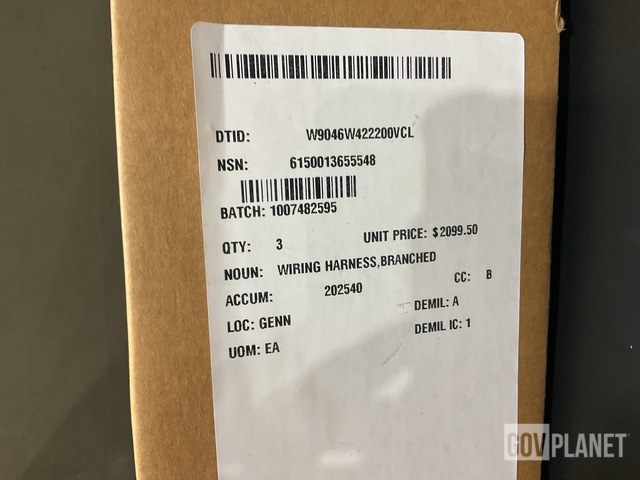 DTID: W9046W422200VCL
NSN: 6150013655548
BATCH: 1007482595
QTY: 3 UNIT PRICE: $2099.50
NOUN: WIRING HARNESS,BRANCHED
ACCUM: 202540 CC: B
LOC: GENN DEMIL: A
UOM: EA DEMIL IC: 1
GOVPLANET